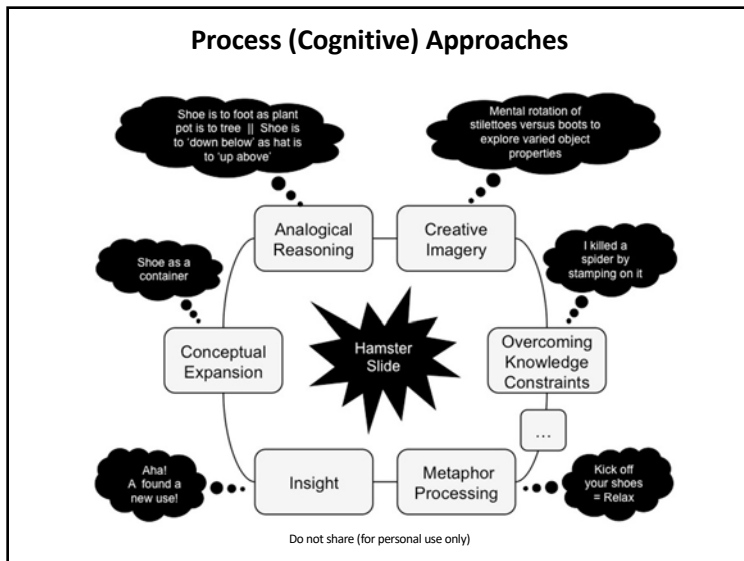 Process (Cognitive) Approaches
Shoe is to foot as plant
pot is to tree || Shoe is
to ‘down below’ as hat is
to ‘up above’
Mental rotation of
stilettoes versus boots to
explore varied object
properties
Analogical
Reasoning
Creative
Imagery
Shoe as a
container
I killed a
spider by
stamping on it
Conceptual
Expansion
Hamster
Slide
Overcoming
Knowledge
Constraints
...
Aha!
A found a
new use!
Insight
Metaphor
Processing
Kick off
your shoes
= Relax
Do not share (for personal use only)